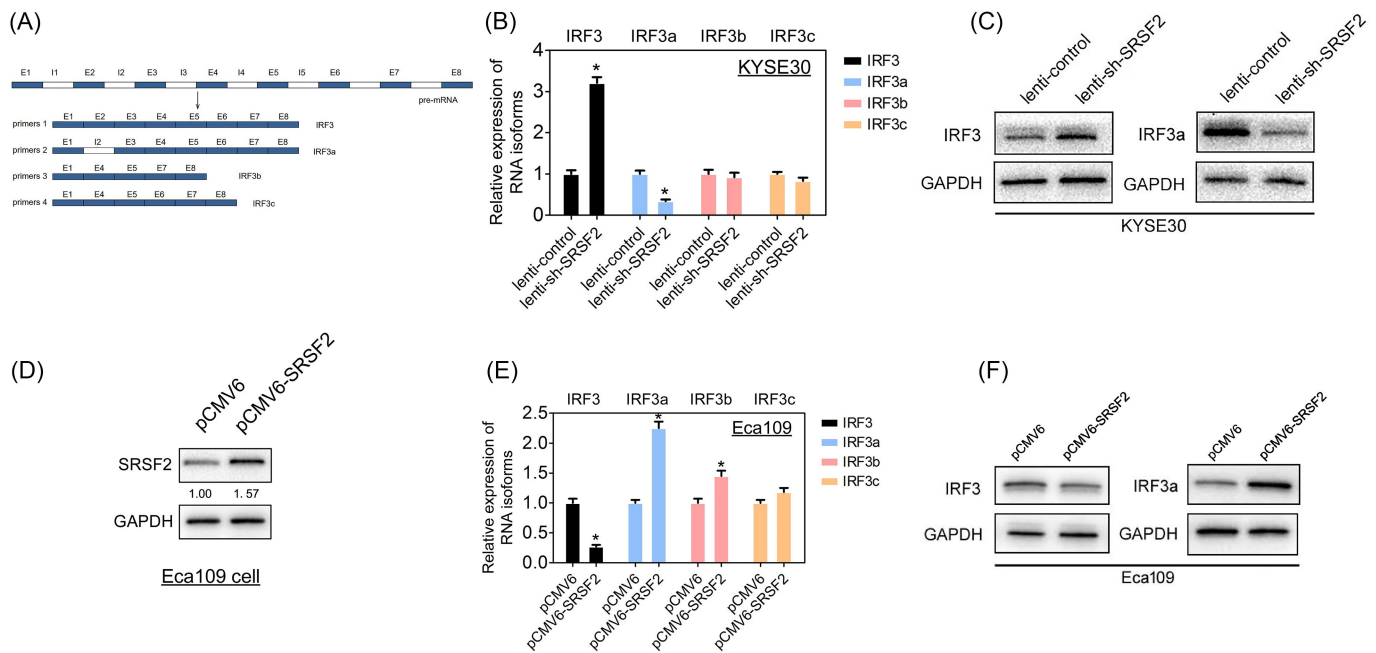 (A)
E1 I1 E2 I2 E3 I3 E4 I4 E5 I5 E6 E7 E8
pre-mRNA
E1 E2 E3 E4 E5 E6 E7 E8
primers 1 IRF3
E1 I2 E3 E4 E5 E6 E7 E8
primers 2 IRF3a
E1 E4 E5 E7 E8
primers 3 IRF3b
E1 E4 E5 E6 E7 E8
primers 4 IRF3c
(B)
IRF3 IRF3a IRF3b IRF3c
Relative expression of
RNA isoforms
4
3
2
1
0
* *
KYSE30
IRF3
IRF3a
IRF3b
IRF3c
lenti-control
lenti-sh-SRSF2
lenti-control
lenti-sh-SRSF2
lenti-control
lenti-sh-SRSF2
lenti-control
lenti-sh-SRSF2
(C)
lenti-control
lenti-sh-SRSF2
lenti-control
lenti-sh-SRSF2
IRF3 IRF3a
GAPDH GAPDH
KYSE30
(D)
pCMV6
pCMV6-SRSF2
SRSF2
1.00 1.57
GAPDH
Eca109 cell
(E)
IRF3 IRF3a IRF3b IRF3c
Relative expression of
RNA isoforms
2.5
2.0
1.5
1.0
0.5
0.0
* * *
Eca109
IRF3
IRF3a
IRF3b
IRF3c
pCMV6
pCMV6-SRSF2
pCMV6
pCMV6-SRSF2
pCMV6
pCMV6-SRSF2
pCMV6
pCMV6-SRSF2
(F)
pCMV6
pCMV6-SRSF2
pCMV6
pCMV6-SRSF2
IRF3 IRF3a
GAPDH GAPDH
Eca109